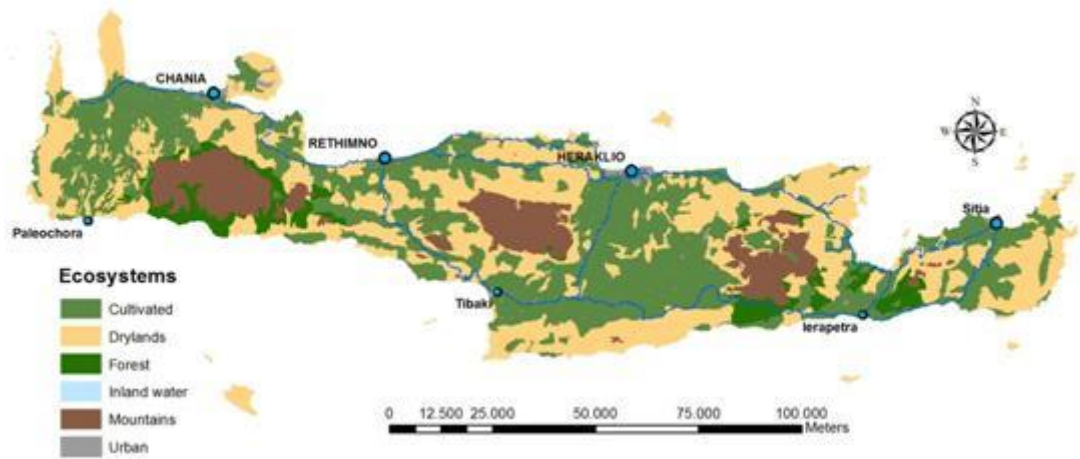 CHANIA
RETHIMNO
HERAKLIO
N
W E
S
Sitia
Paleochora
Tibaki
Ierapetra
Ecosystems
Cultivated
Drylands
Forest
Inland water
Mountains
Urban
0 12.500 25.000 50.000 75.000 100.000
Meters